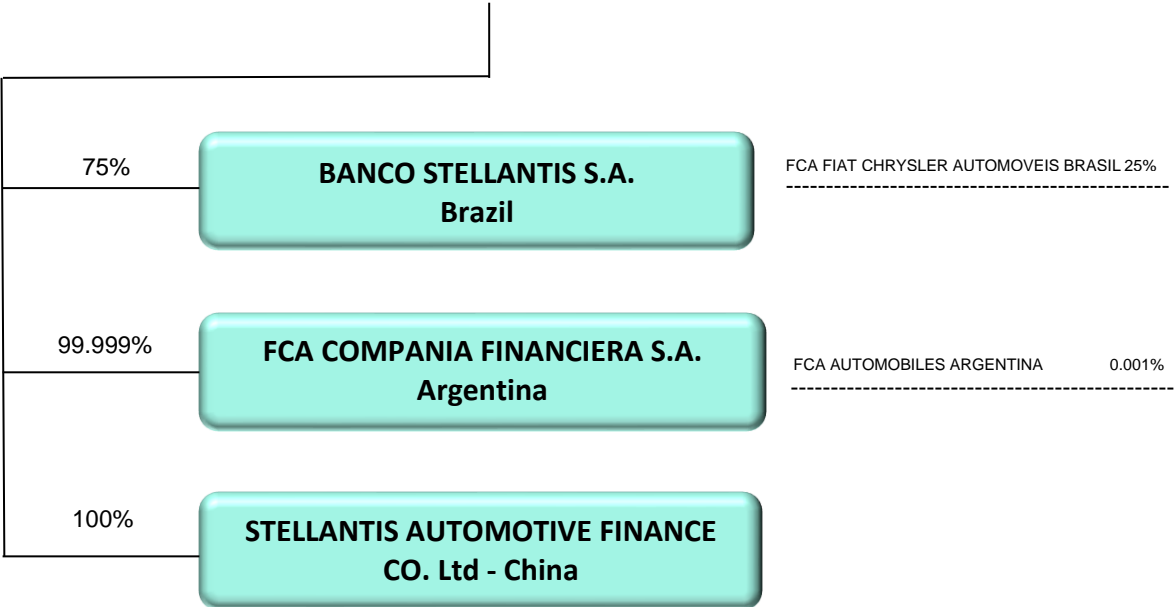 75%
BANCO STELLANTIS S.A.
Brazil
FCA FIAT CHRYSLER AUTOMOVEIS BRASIL 25%
99.999%
FCA COMPANIA FINANCIERA S.A.
Argentina
FCA AUTOMOBILES ARGENTINA 0.001%
100%
STELLANTIS AUTOMOTIVE FINANCE
CO. Ltd - China